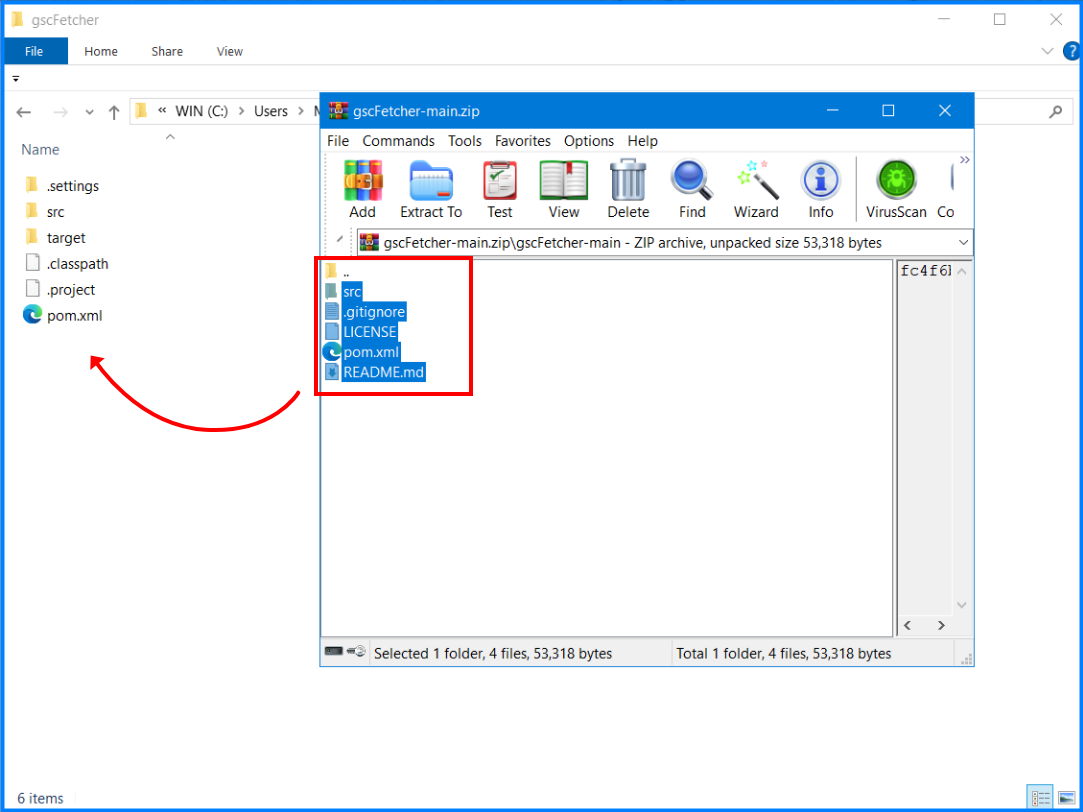 gscFetcher
File Home Share View
?
« WIN (C:) > Users >
Name
.settings
src
target
.classpath
.project
pom.xml
6 items
gscFetcher-main.zip
File Commands Tools Favorites Options Help
Add Extract To Test View Delete Find Wizard Info VirusScan Co
gscFetcher-main.zip\gscFetcher-main - ZIP archive, unpacked size 53,318 bytes
..
src
.gitignore
LICENSE
pom.xml
README.md
fc4f6
Selected 1 folder, 4 files, 53,318 bytes
Total 1 folder, 4 files, 53,318 bytes